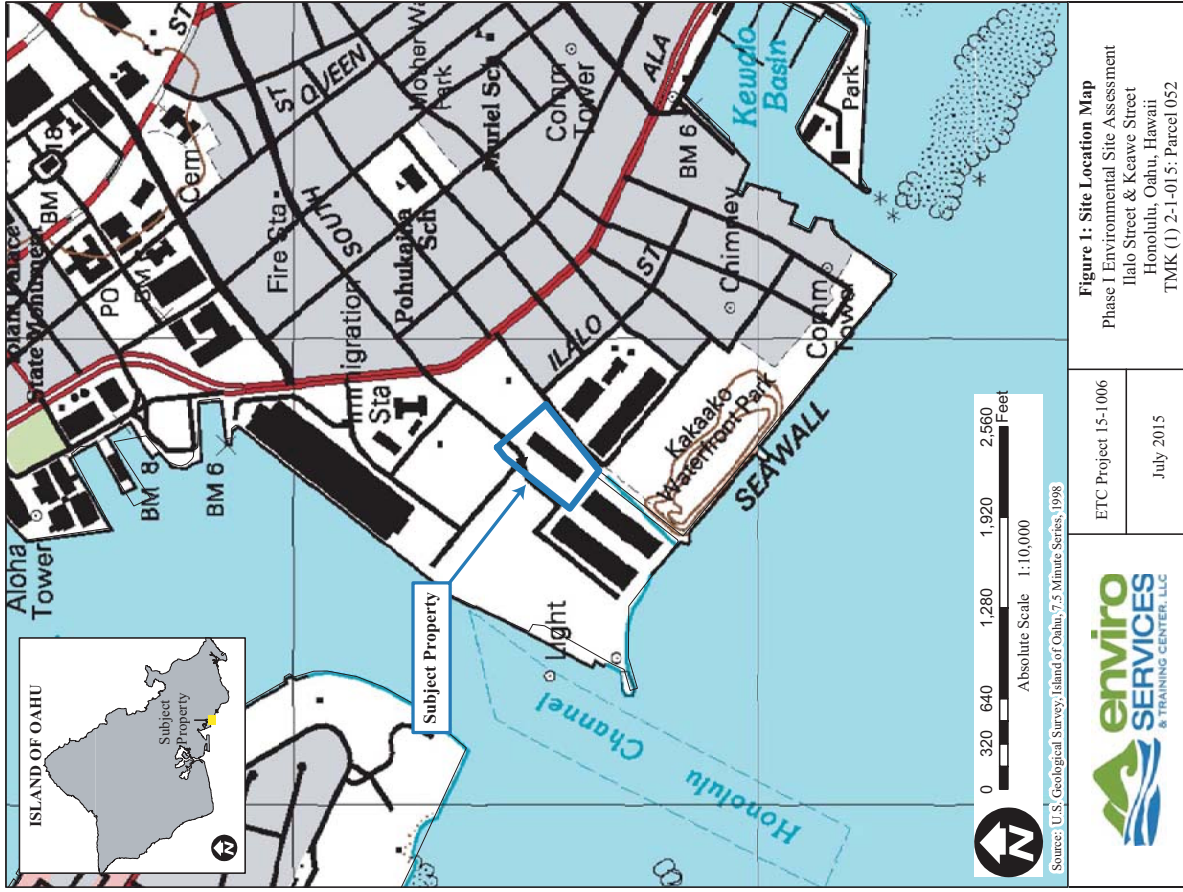 ISLAND OF OAHU
Subject
Property
N
Aloha
Tower
BM 8
BM 6
State Monument
BM 18
PO
BM
Cem
ST
ST
QUEEN
Fire Sta
SOUTH
Mother Wa
Park
Muriel Sch
Comm
Tower
ALA
Immigration
Sta
Pohukaina
Sch
BM 6
Kewalo
Basin
Park
ILALO
ST
Chimney
Comm
Tower
Kakaako
Waterfront Park
SEAWALL
Subject Property
Light
Honolulu Channel
N
0 320 640 1,280 1,920 2,560
Feet
Absolute Scale 1:10,000
Source: U.S. Geological Survey, Island of Oahu, 7.5 Minute Series, 1998
enviro
SERVICES
& TRAINING CENTER, LLC
ETC Project 15-1006
July 2015
Figure 1: Site Location Map
Phase I Environmental Site Assessment
Ilalo Street & Keawe Street
Honolulu, Oahu, Hawaii
TMK (1) 2-1-015: Parcel 052